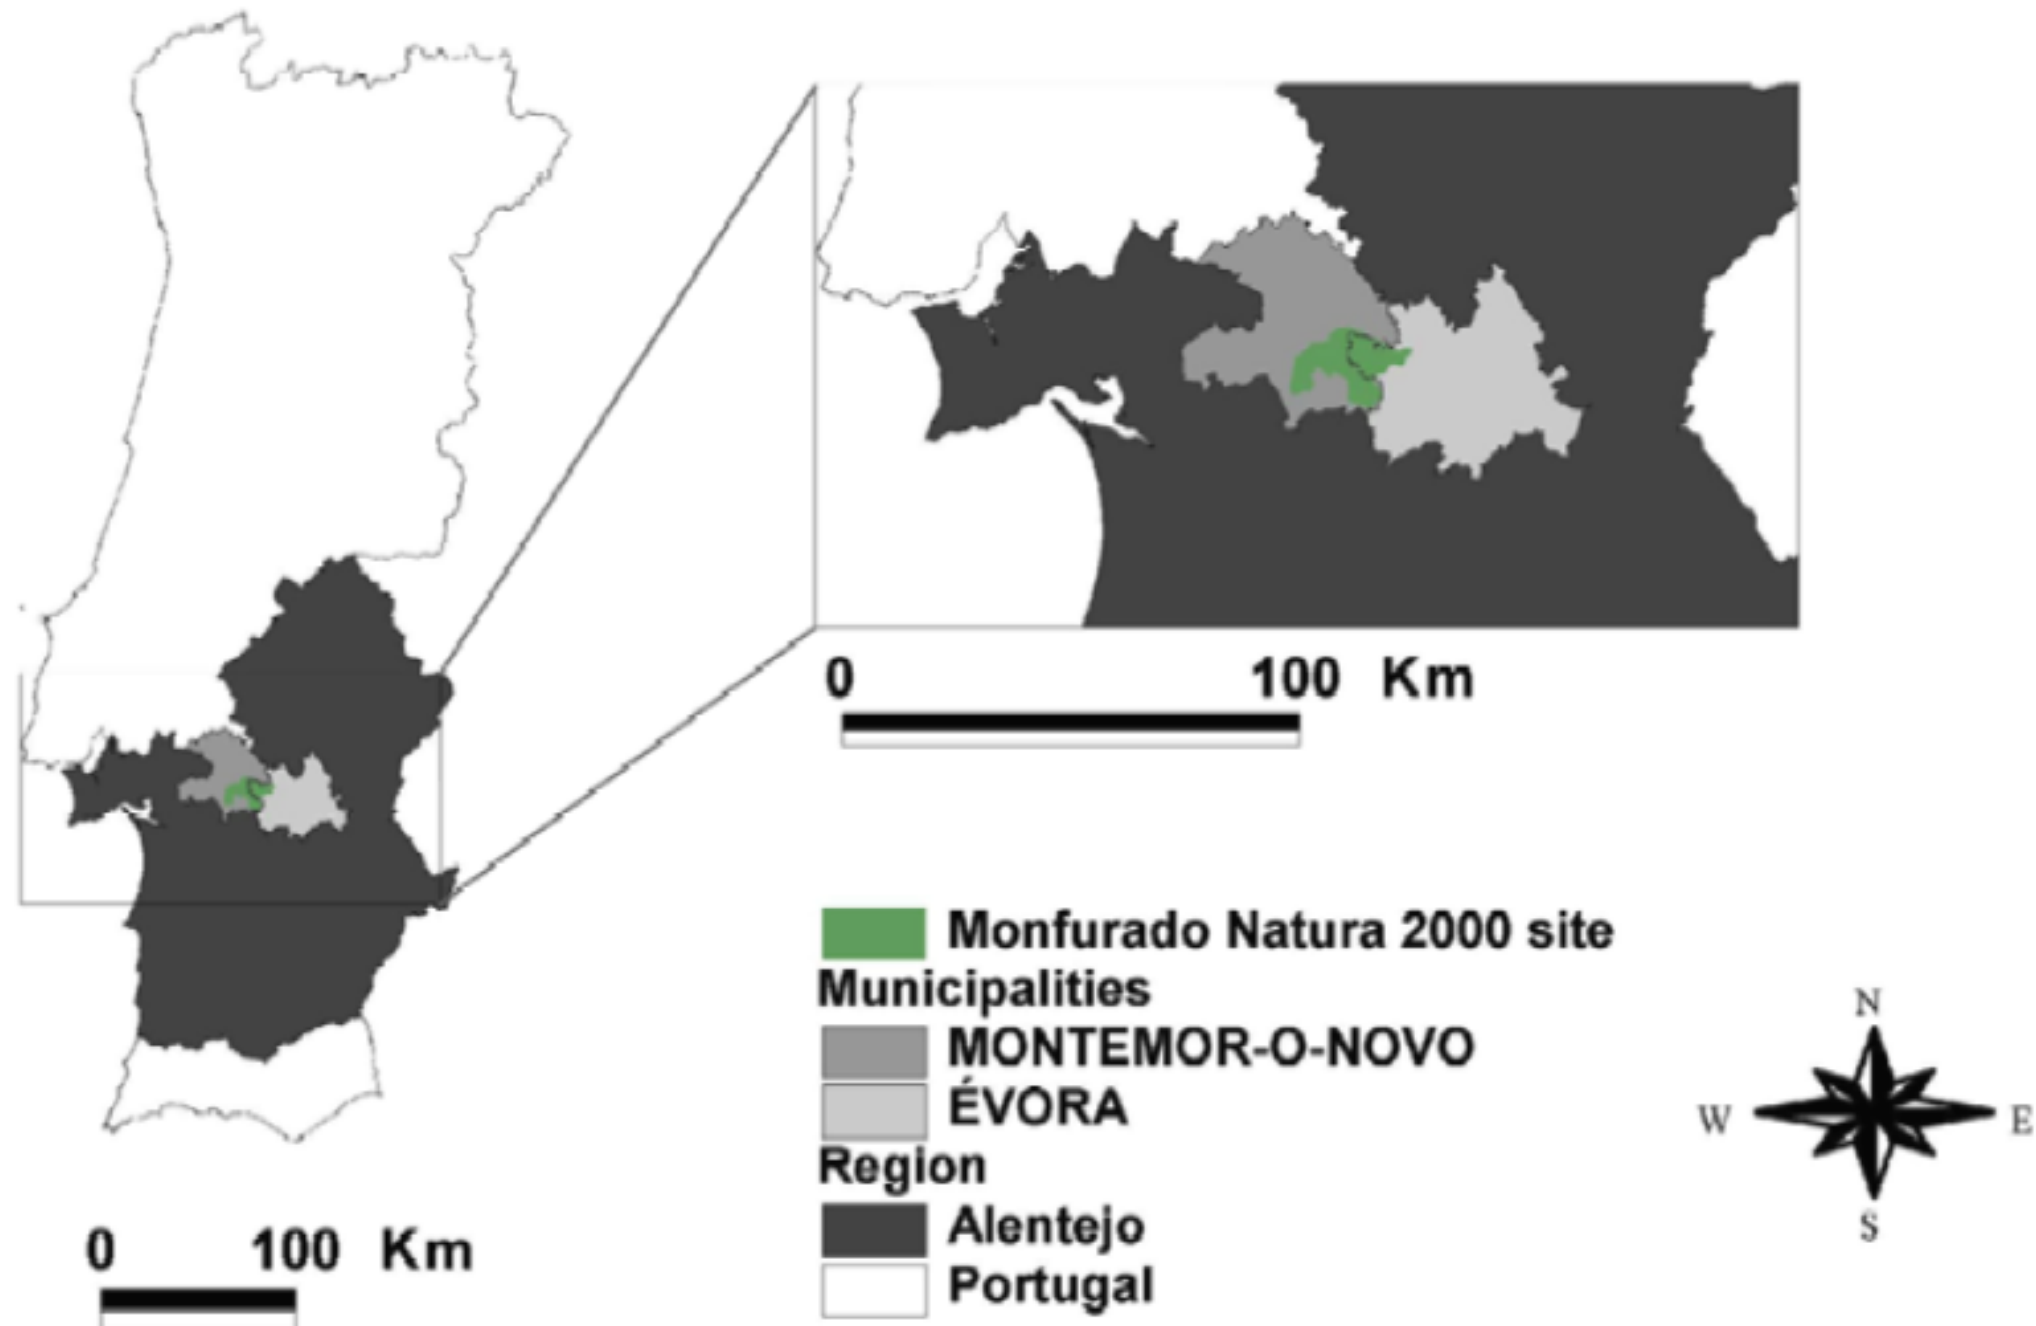 0 100 Km
Monfurado Natura 2000 site
Municipalities
MONTEMOR-O-NOVO
ÉVORA
Region
Alentejo
Portugal
N
W E
S
0 100 Km